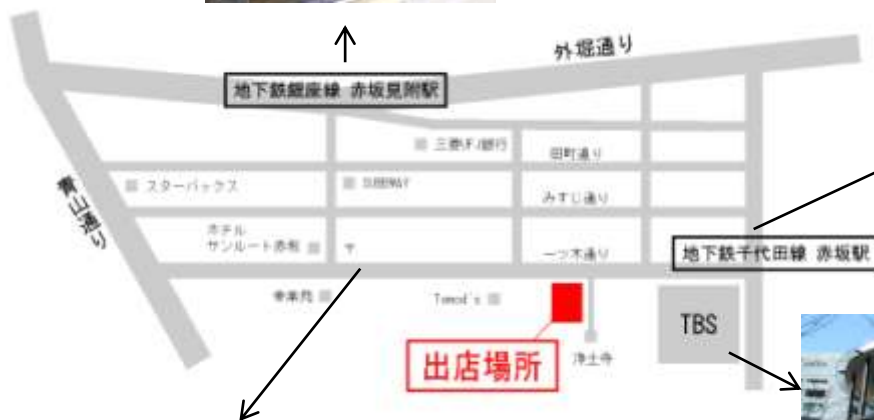 外堀通り
地下鉄銀座線 赤坂見附駅
三菱UFJ銀行
田町通り
スターバックス
SUBWAY
みすじ通り
青山通り
ホテル
サンルート赤坂
〒
一ツ木通り
地下鉄千代田線 赤坂駅
Tomod's
TBS
出店場所
浄土寺